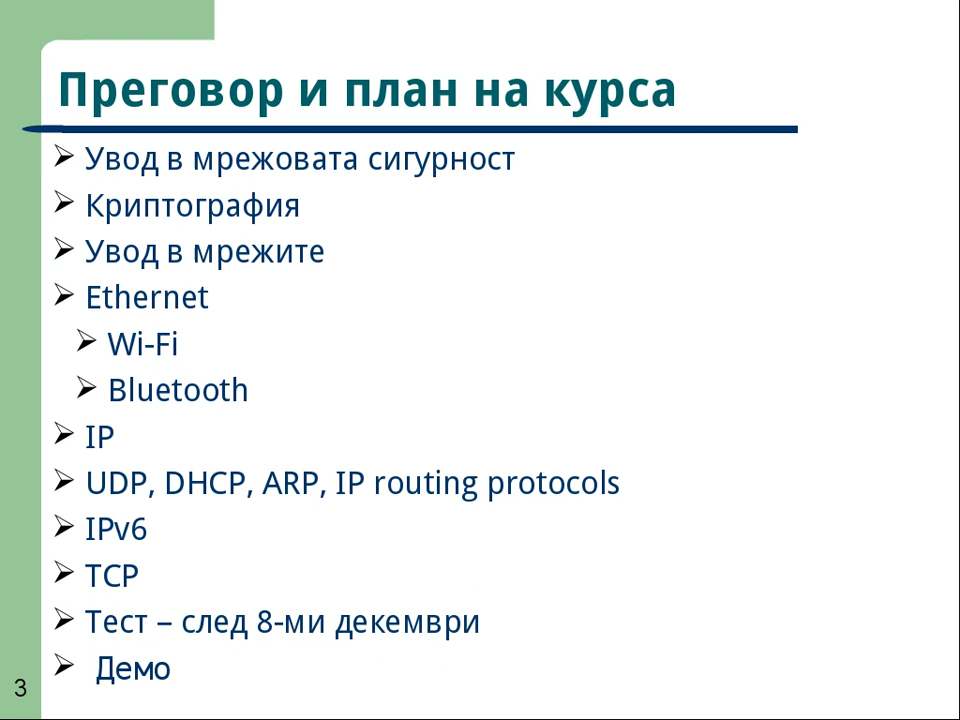 Преговор и план на курса
Увод в мрежовата сигурност
Криптография
Увод в мрежите
Ethernet
Wi-Fi
Bluetooth
IP
UDP, DHCP, ARP, IP routing protocols
IPv6
TCP
Тест – след 8-ми декември
Демо
3